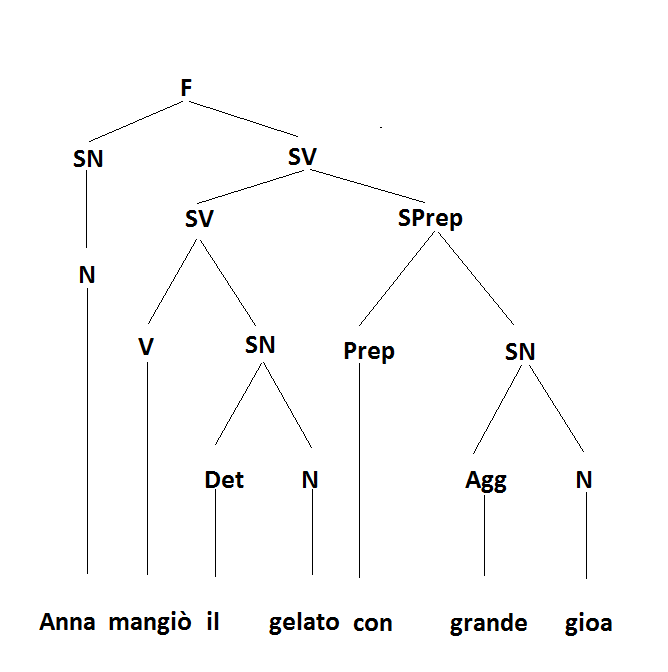 F
SN SV
SV SPrep
N
V SN Prep SN
Det N Agg N
Anna mangiò il gelato con grande gioa